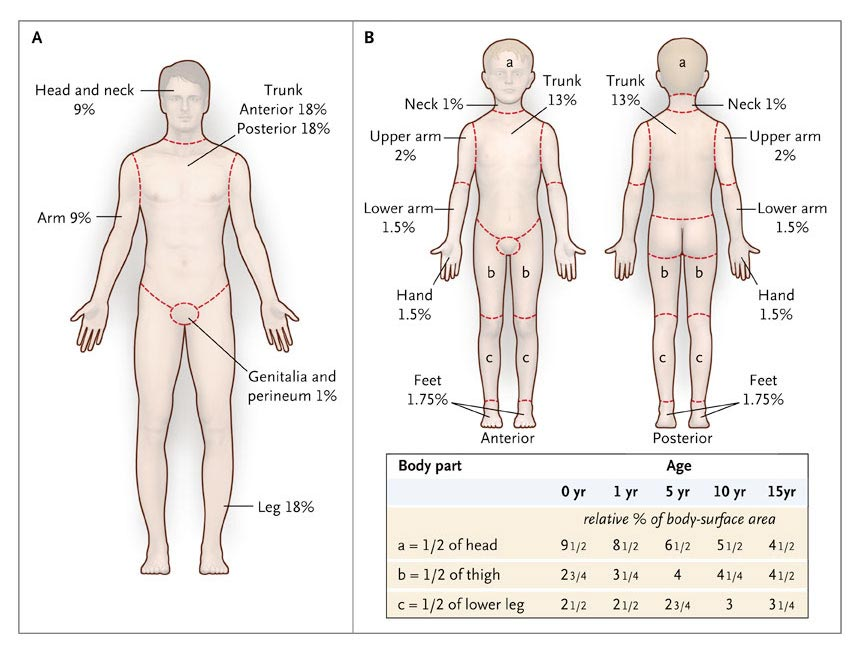 A
Head and neck
9%
Trunk
Anterior 18%
Posterior 18%
Arm 9%
Genitalia and
perineum 1%
Leg 18%
B
a
Neck 1%
Trunk
13%
Upper arm
2%
Lower arm
1.5%
Hand
1.5%
b b
c c
Feet
1.75%
Anterior
a
Trunk
13%
Neck 1%
Upper arm
2%
Lower arm
1.5%
Hand
1.5%
b b
c c
Feet
1.75%
Posterior
Body part Age
0 yr 1 yr 5 yr 10 yr 15yr
relative % of body-surface area
a = 1/2 of head 9 1/2 8 1/2 6 1/2 5 1/2 4 1/2
b = 1/2 of thigh 2 3/4 3 1/4 4 4 1/4 4 1/2
c = 1/2 of lower leg 2 1/2 2 1/2 2 3/4 3 3 1/4